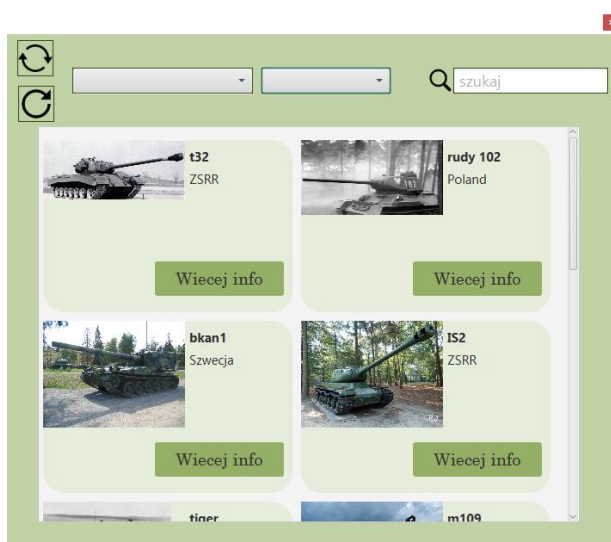 szukaj
t32
ZSRR
Wiecej info
rudy 102
Poland
Wiecej info
bkan1
Szwecja
Wiecej info
IS2
ZSRR
Wiecej info
tiger
m109